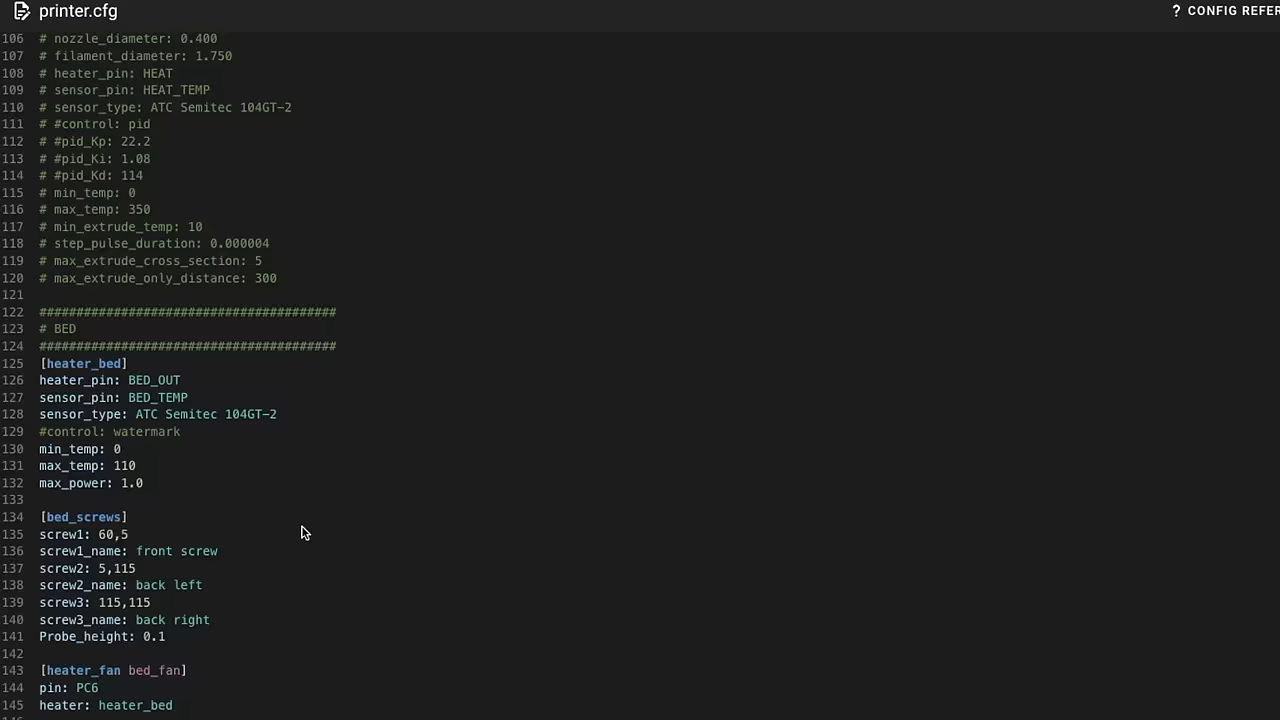 printer.cfg
? CONFIG REFER
106 # nozzle_diameter: 0.400
107 # filament_diameter: 1.750
108 # heater_pin: HEAT
109 # sensor_pin: HEAT_TEMP
110 # sensor_type: ATC Semitec 104GT-2
111 # #control: pid
112 # #pid_Kp: 22.2
113 # #pid_Ki: 1.08
114 # #pid_Kd: 114
115 # min_temp: 0
116 # max_temp: 350
117 # min_extrude_temp: 10
118 # step_pulse_duration: 0.000004
119 # max_extrude_cross_section: 5
120 # max_extrude_only_distance: 300
121
122 ########################################
123 # BED
124 ########################################
125 [heater_bed]
126 heater_pin: BED_OUT
127 sensor_pin: BED_TEMP
128 sensor_type: ATC Semitec 104GT-2
129 #control: watermark
130 min_temp: 0
131 max_temp: 110
132 max_power: 1.0
133
134 [bed_screws]
135 screw1: 60,5
136 screw1_name: front screw
137 screw2: 5,115
138 screw2_name: back left
139 screw3: 115,115
140 screw3_name: back right
141 Probe_height: 0.1
142
143 [heater_fan bed_fan]
144 pin: PC6
145 heater: heater_bed